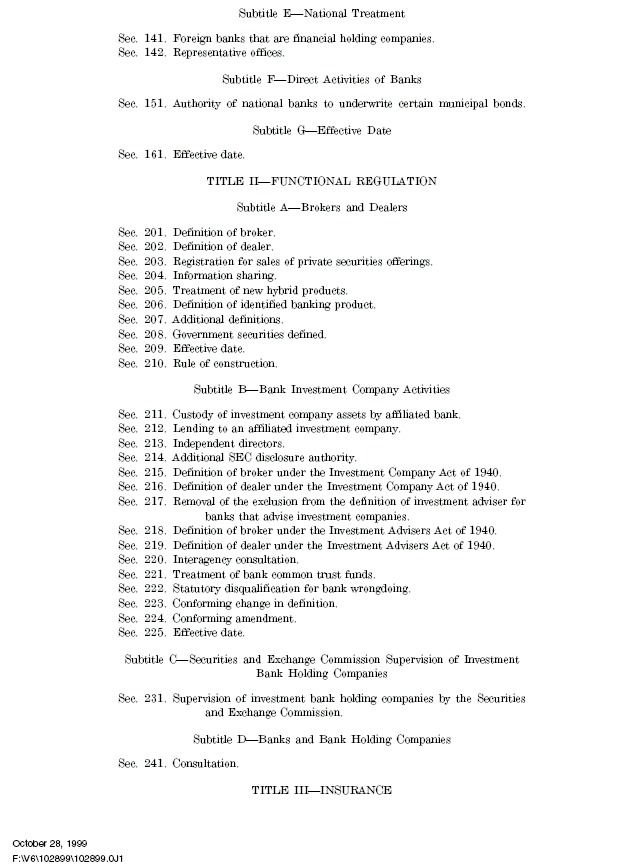 Subtitle E—National Treatment
Sec. 141. Foreign banks that are financial holding companies.
Sec. 142. Representative offices.
Subtitle F—Direct Activities of Banks
Sec. 151. Authority of national banks to underwrite certain municipal bonds.
Subtitle G—Effective Date
Sec. 161. Effective date.
TITLE II—FUNCTIONAL REGULATION
Subtitle A—Brokers and Dealers
Sec. 201. Definition of broker.
Sec. 202. Definition of dealer.
Sec. 203. Registration for sales of private securities offerings.
Sec. 204. Information sharing.
Sec. 205. Treatment of new hybrid products.
Sec. 206. Definition of identified banking product.
Sec. 207. Additional definitions.
Sec. 208. Government securities defined.
Sec. 209. Effective date.
Sec. 210. Rule of construction.
Subtitle B—Bank Investment Company Activities
Sec. 211. Custody of investment company assets by affiliated bank.
Sec. 212. Lending to an affiliated investment company.
Sec. 213. Independent directors.
Sec. 214. Additional SEC disclosure authority.
Sec. 215. Definition of broker under the Investment Company Act of 1940.
Sec. 216. Definition of dealer under the Investment Company Act of 1940.
Sec. 217. Removal of the exclusion from the definition of investment adviser for
banks that advise investment companies.
Sec. 218. Definition of broker under the Investment Advisers Act of 1940.
Sec. 219. Definition of dealer under the Investment Advisers Act of 1940.
Sec. 220. Interagency consultation.
Sec. 221. Treatment of bank common trust funds.
Sec. 222. Statutory disqualification for bank wrongdoing.
Sec. 223. Conforming change in definition.
Sec. 224. Conforming amendment.
Sec. 225. Effective date.
Subtitle C—Securities and Exchange Commission Supervision of Investment
Bank Holding Companies
Sec. 231. Supervision of investment bank holding companies by the Securities
and Exchange Commission.
Subtitle D—Banks and Bank Holding Companies
Sec. 241. Consultation.
TITLE III—INSURANCE
October 28, 1999
F:\V6\102899\102899.0J1